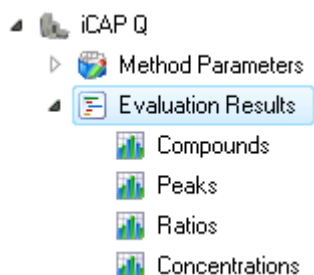 iCAP Q
Method Parameters
Evaluation Results
Compounds
Peaks
Ratios
Concentrations